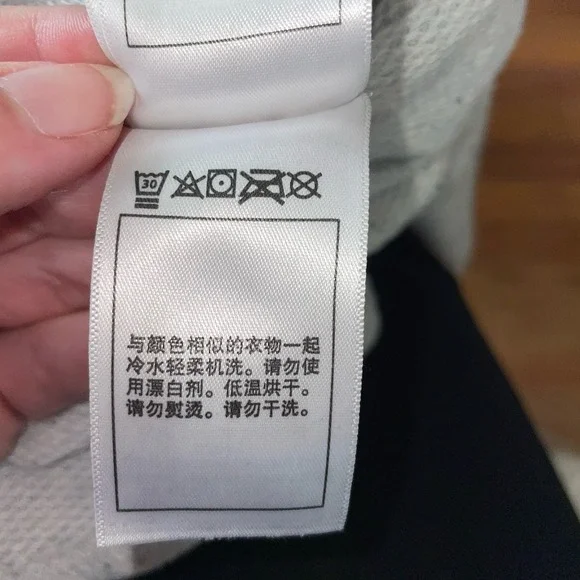 30
与颜色相似的衣物一起
冷水轻柔机洗。请勿使
用漂白剂。低温烘干。
请勿熨烫。请勿干洗。